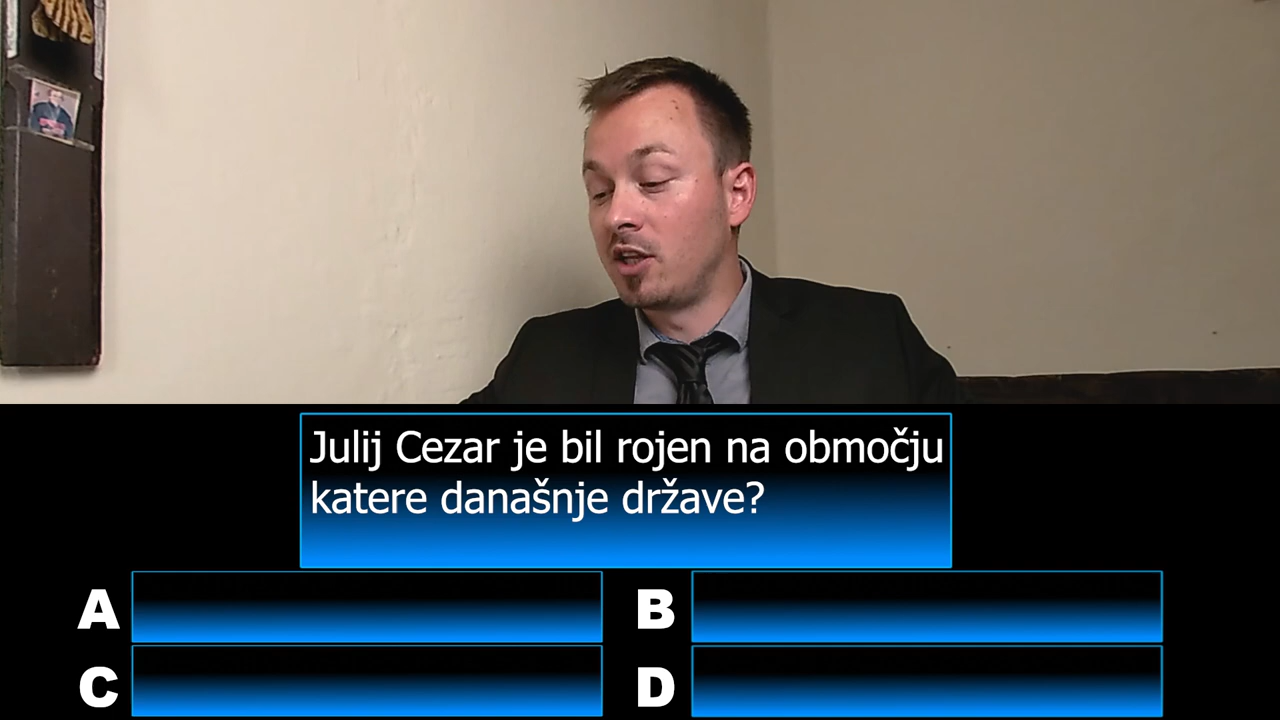 Julij Cezar je bil rojen na območju
katere današnje države?
A
B
C
D